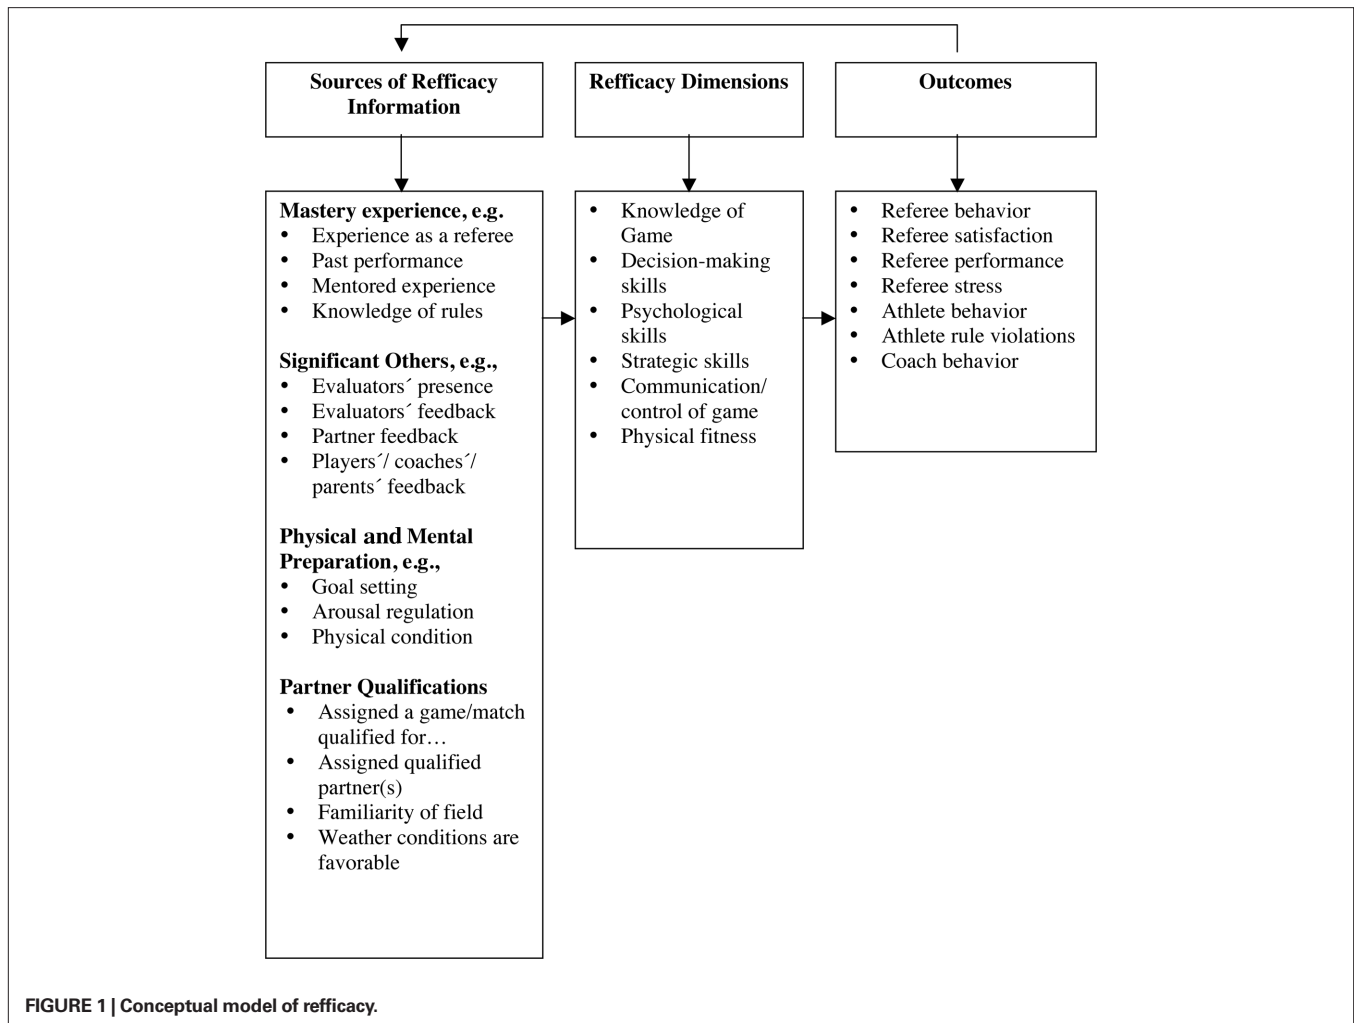 Sources of Refficacy
Information
Refficacy Dimensions
Outcomes
Mastery experience, e.g.
• Experience as a referee
• Past performance
• Mentored experience
• Knowledge of rules
Significant Others, e.g.,
• Evaluators´ presence
• Evaluators´ feedback
• Partner feedback
• Players´/ coaches´/
parents´ feedback
Physical and Mental
Preparation, e.g.,
• Goal setting
• Arousal regulation
• Physical condition
Partner Qualifications
• Assigned a game/match
qualified for…
• Assigned qualified
partner(s)
• Familiarity of field
• Weather conditions are
favorable
• Knowledge of
Game
• Decision-making
skills
• Psychological
skills
• Strategic skills
• Communication/
control of game
• Physical fitness
• Referee behavior
• Referee satisfaction
• Referee performance
• Referee stress
• Athlete behavior
• Athlete rule violations
• Coach behavior
FIGURE 1 | Conceptual model of refficacy.